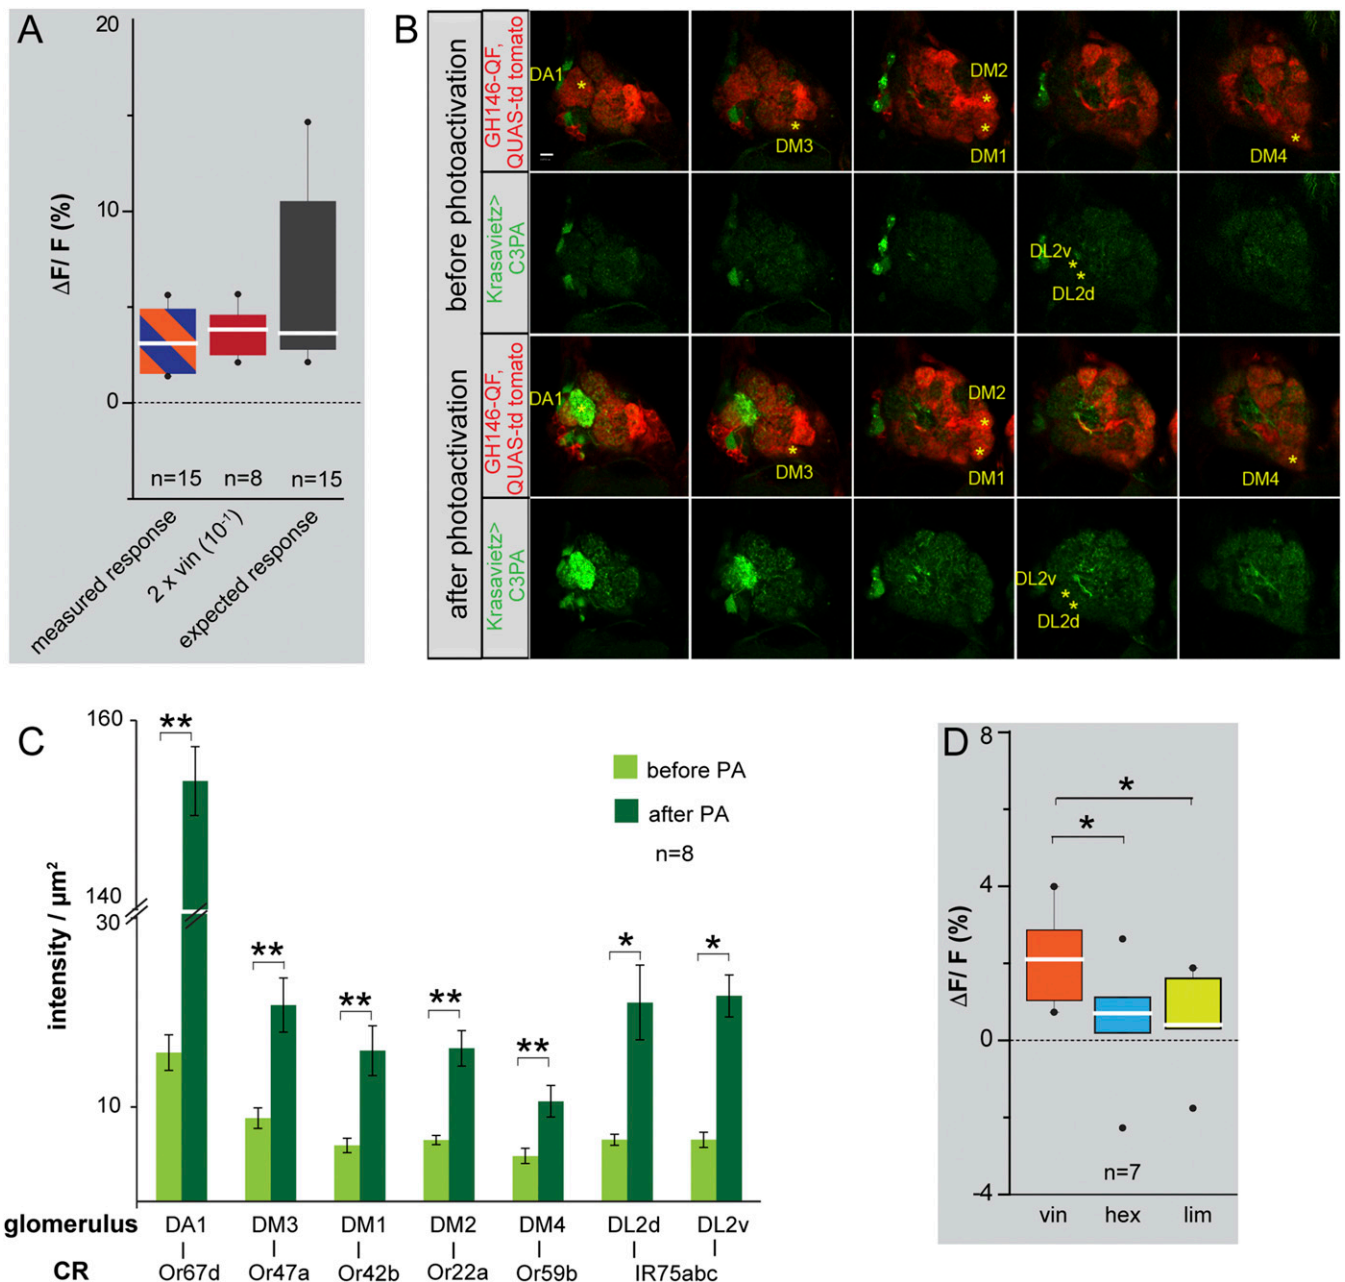 A
20
10
0
ΔF/ F (%)
n=15 n=8 n=15
measured response
2 x vin (10⁻¹)
expected response
B
before photoactivation
after photoactivation
GH146-QF,
QUAS-td tomato
Krasavietz>
C3PA
GH146-QF,
QUAS-td tomato
Krasavietz>
C3PA
DA1 *
* DM3
DM2 * * DM1
* DM4
DL2v * * DL2d
DA1 *
* DM3
DM2 * * DM1
* DM4
DL2v * * DL2d
C
160
140
30
10
intensity / µm²
** ** ** ** ** * *
before PA
after PA
n=8
glomerulus DA1 DM3 DM1 DM2 DM4 DL2d DL2v
CR Or67d Or47a Or42b Or22a Or59b IR75abc
D
8
4
0
-4
ΔF/ F (%)
*
*
n=7
vin hex lim